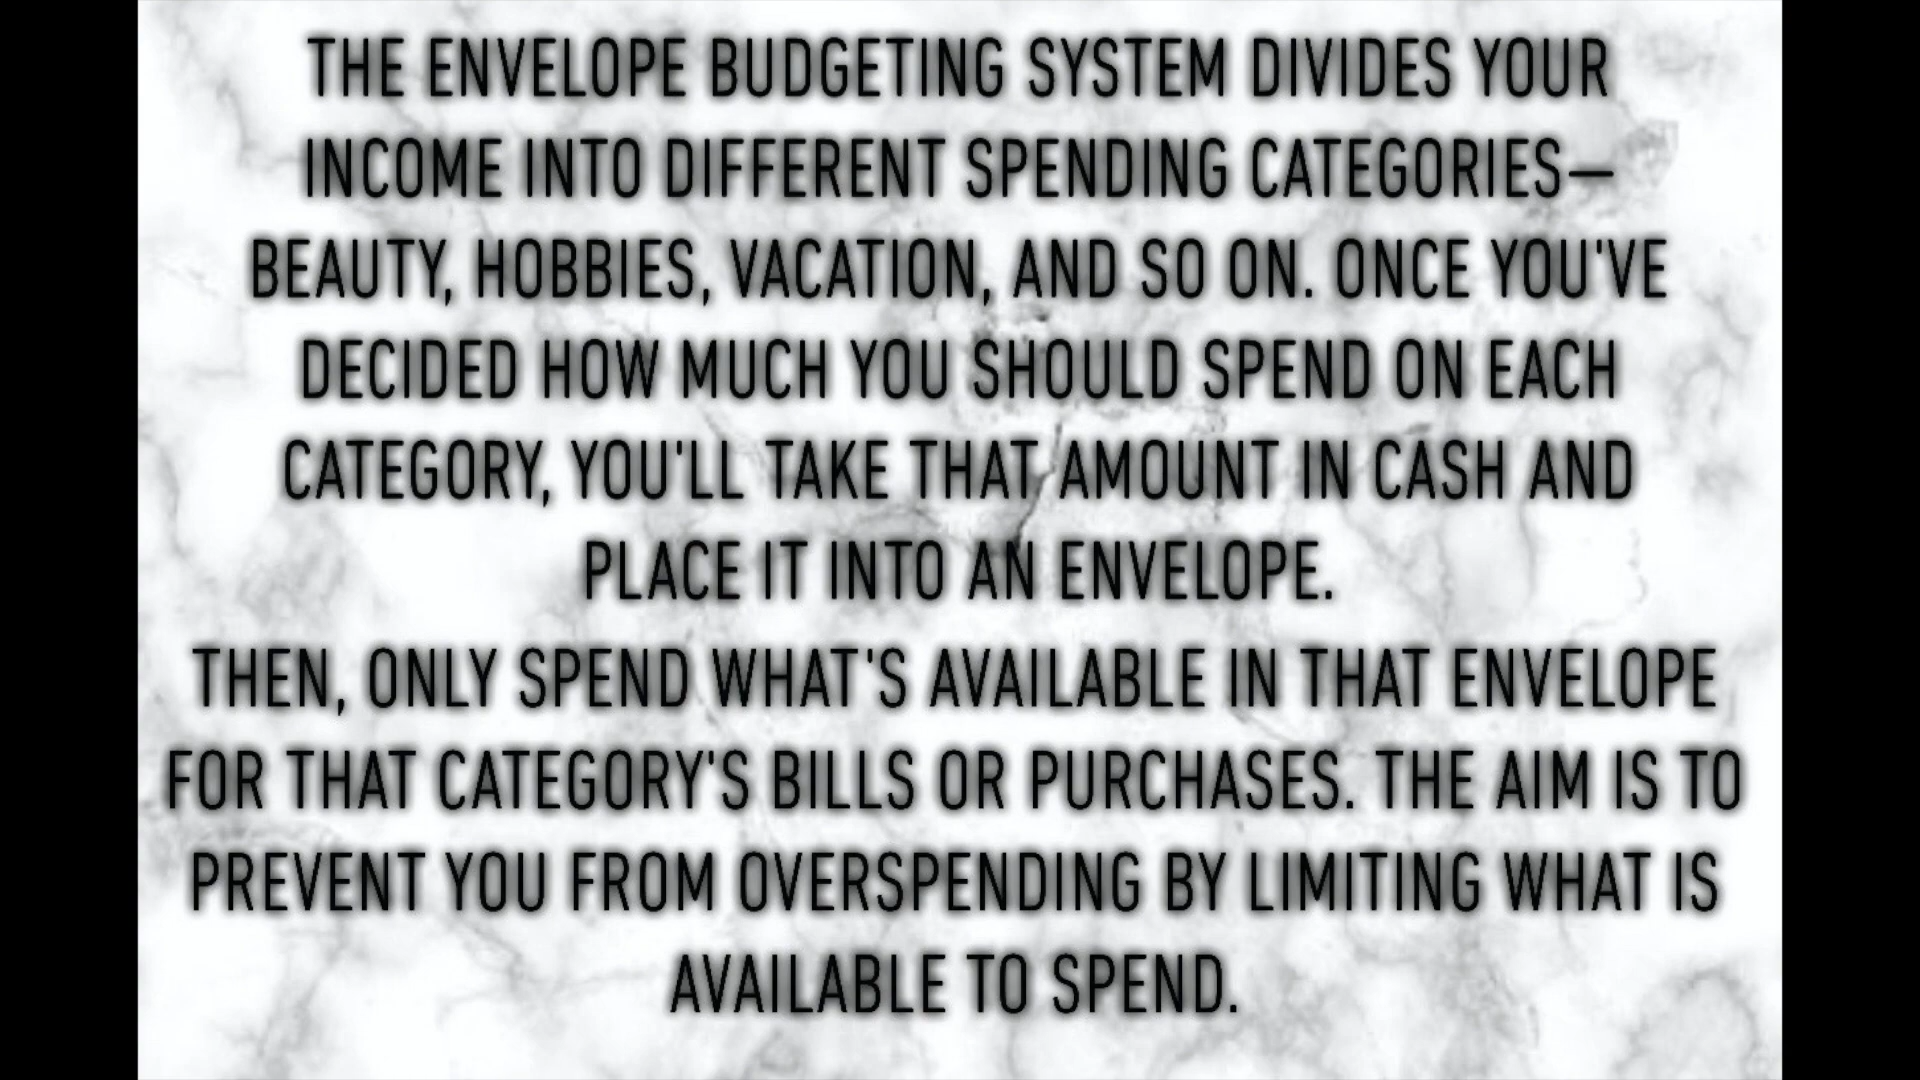 THE ENVELOPE BUDGETING SYSTEM DIVIDES YOUR
INCOME INTO DIFFERENT SPENDING CATEGORIES—
BEAUTY, HOBBIES, VACATION, AND SO ON. ONCE YOU'VE
DECIDED HOW MUCH YOU SHOULD SPEND ON EACH
CATEGORY, YOU'LL TAKE THAT AMOUNT IN CASH AND
PLACE IT INTO AN ENVELOPE.
THEN, ONLY SPEND WHAT'S AVAILABLE IN THAT ENVELOPE
FOR THAT CATEGORY'S BILLS OR PURCHASES. THE AIM IS TO
PREVENT YOU FROM OVERSPENDING BY LIMITING WHAT IS
AVAILABLE TO SPEND.